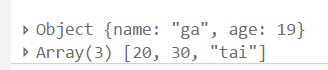 Object {name: "ga", age: 19}
Array(3) [20, 30, "tai"]